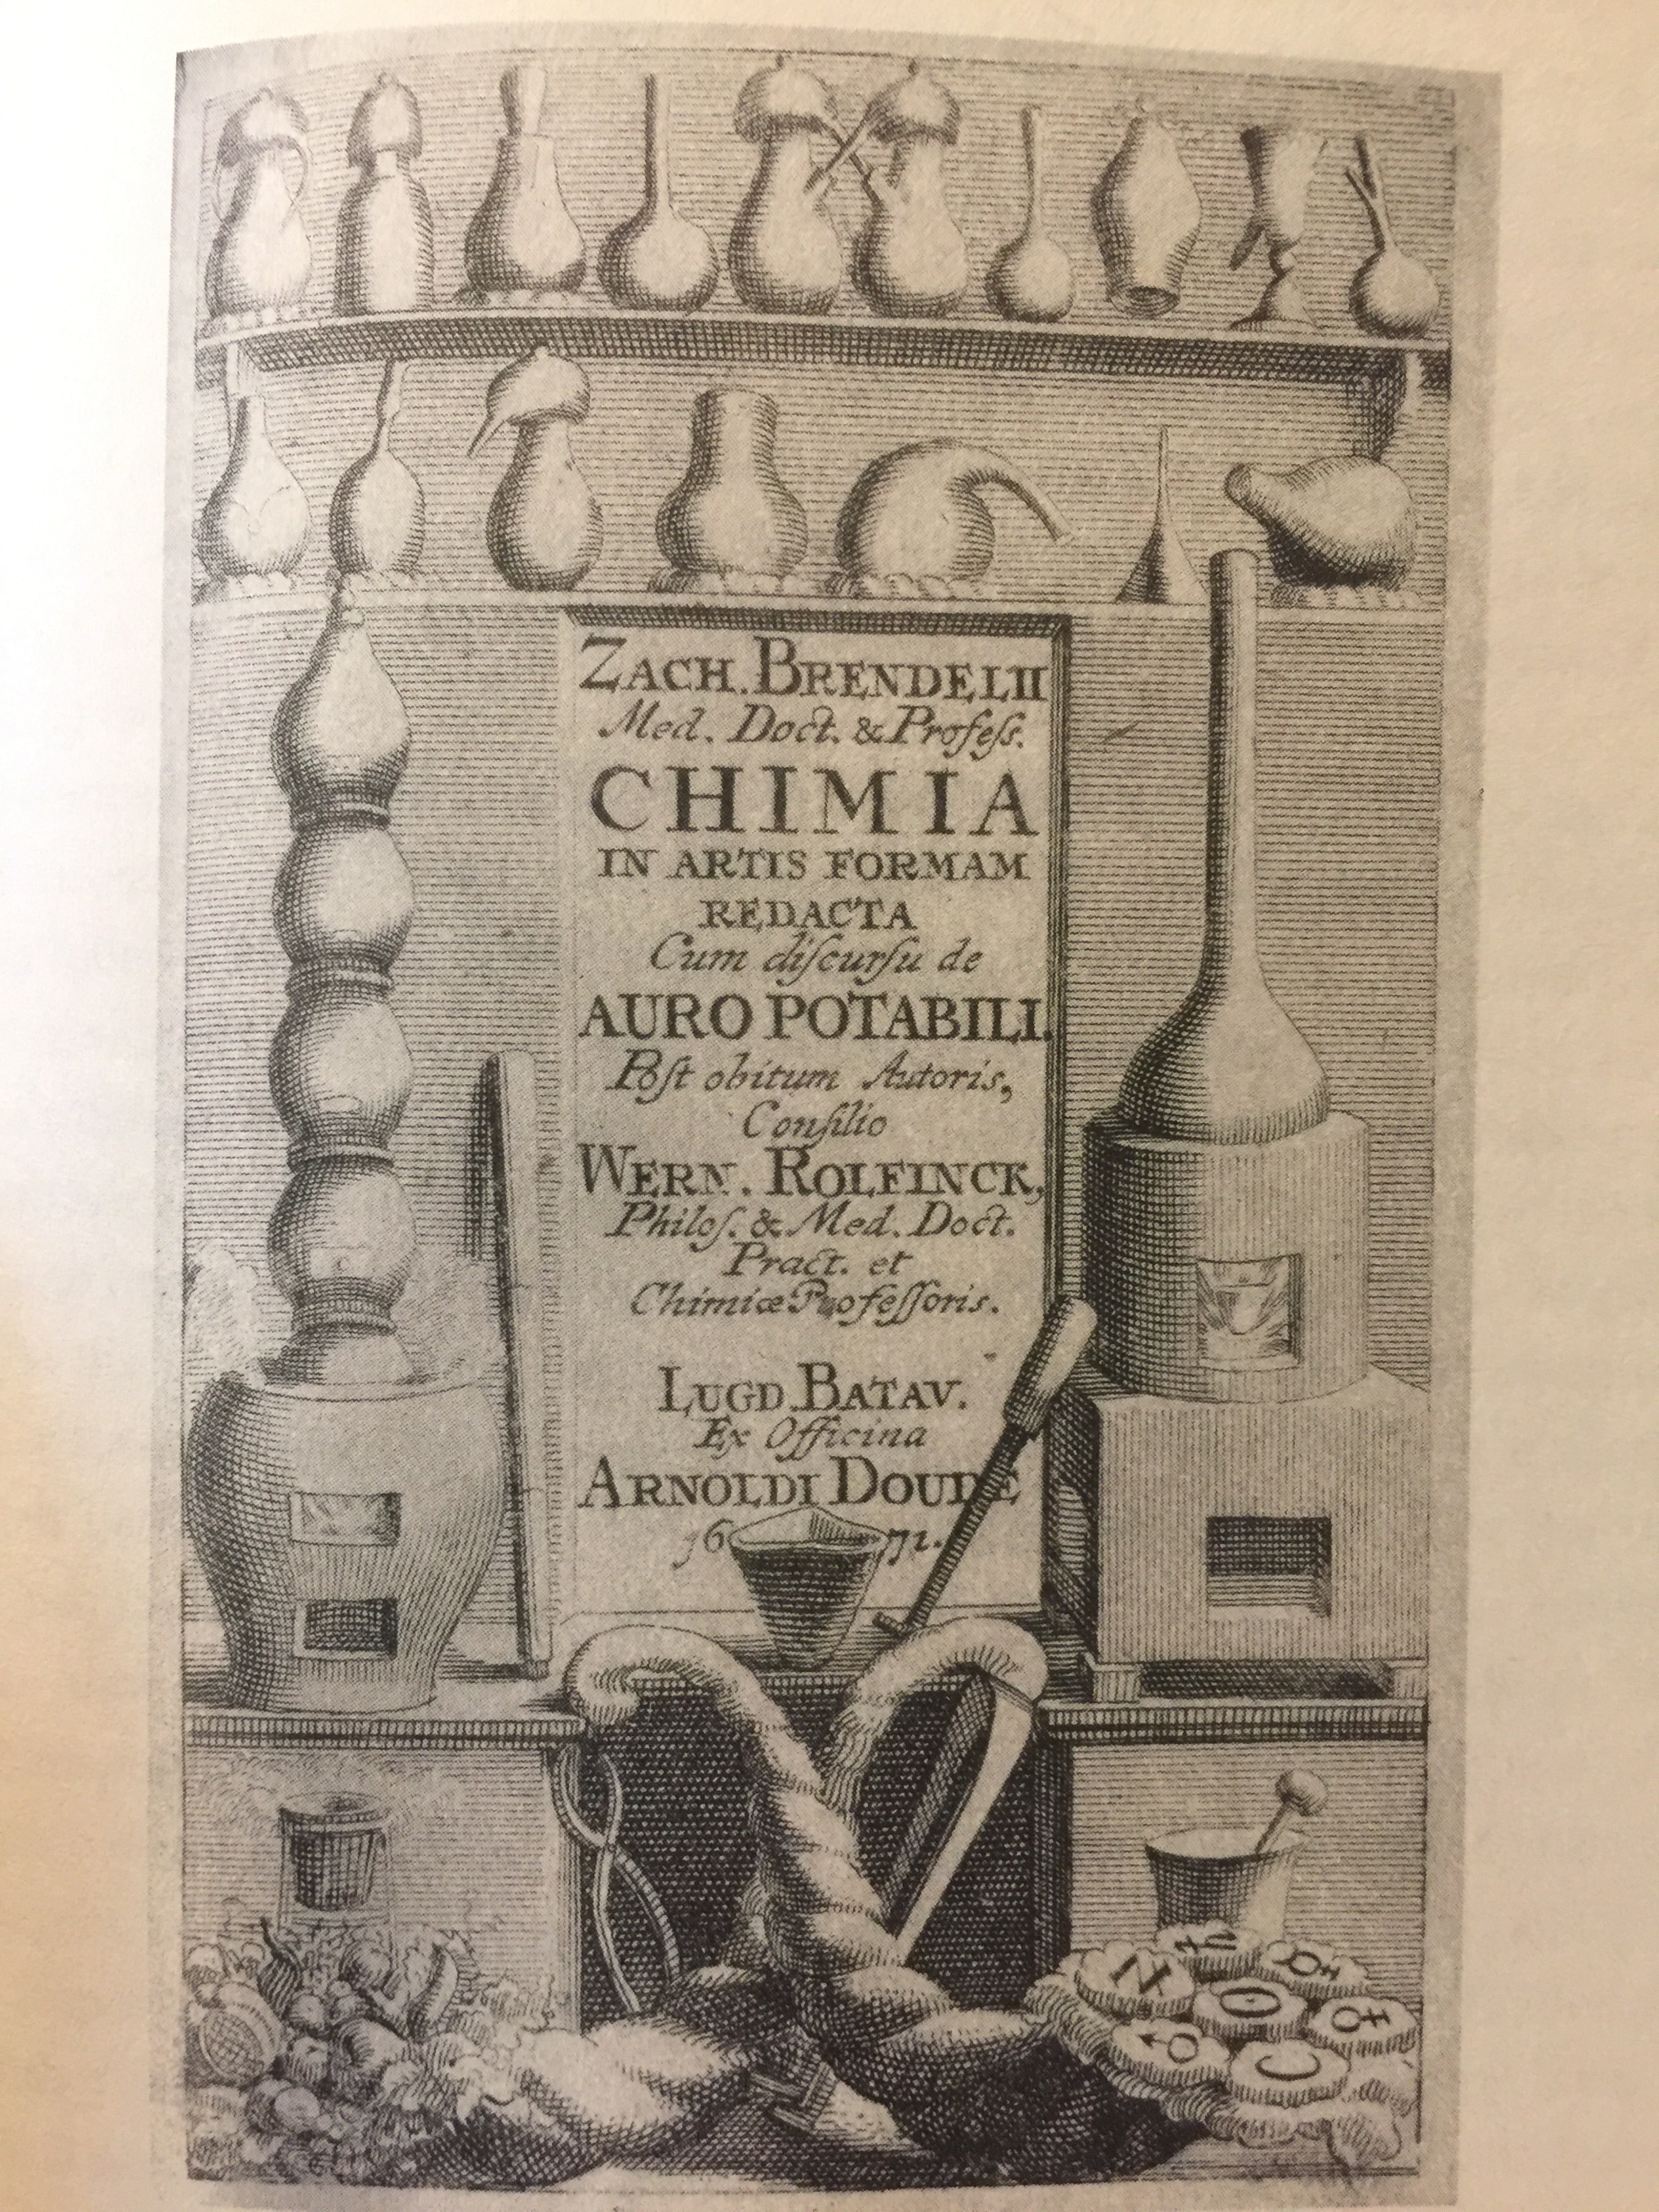 ZACH. BRENDELII
Med. Doct. & Profeſs.
CHIMIA
IN ARTIS FORMAM
REDACTA
Cum diſcurſu de
AURO POTABILI.
Poſt obitum Autoris,
Conſilio
WERN. ROLFINCK,
Philoſ. & Med. Doct.
Pract. et
Chimiæ Profeſſoris.
LUGD. BATAV.
Ex Officina
ARNOLDI DOUDE
1671.
♄ ☿
♃ ☉ ♀
♂ ☾